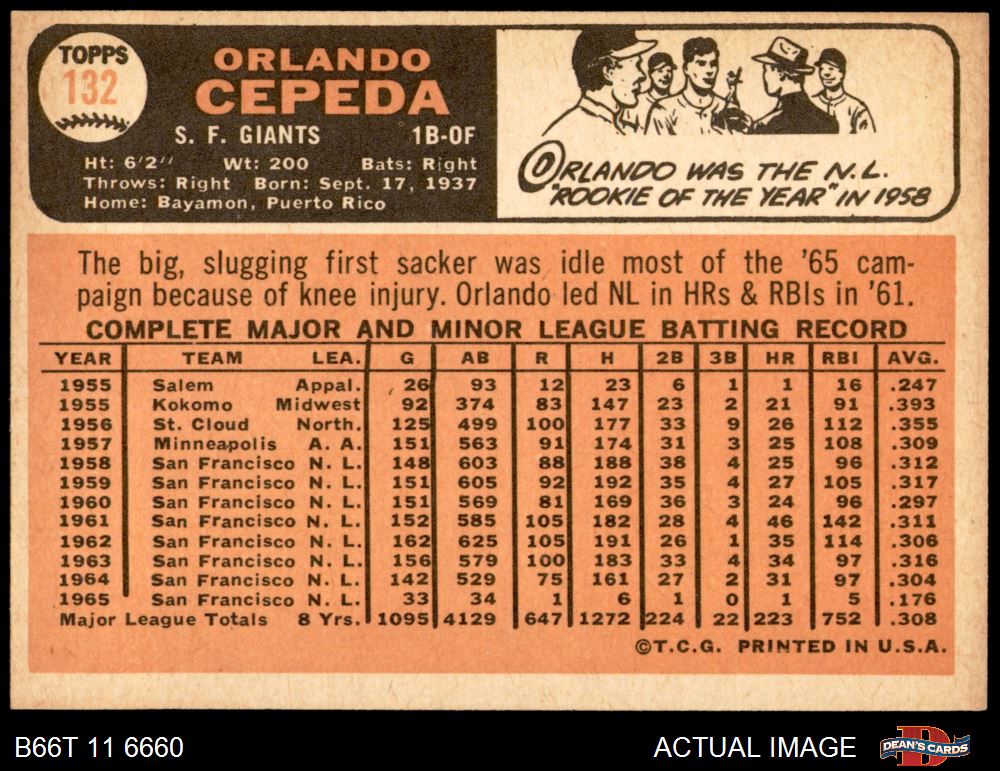 TOPPS
132
ORLANDO
CEPEDA
S. F. GIANTS 1B-OF
Ht: 6'2" Wt: 200 Bats: Right
Throws: Right Born: Sept. 17, 1937
Home: Bayamon, Puerto Rico
ORLANDO WAS THE N.L.
"ROOKIE OF THE YEAR" IN 1958
The big, slugging first sacker was idle most of the '65 cam-
paign because of knee injury. Orlando led NL in HRs & RBIs in '61.
COMPLETE MAJOR AND MINOR LEAGUE BATTING RECORD
YEAR TEAM LEA. G AB R H 2B 3B HR RBI AVG.
1955 Salem Appal. 26 93 12 23 6 1 1 16 .247
1955 Kokomo Midwest 92 374 83 147 23 2 21 91 .393
1956 St. Cloud North. 125 499 100 177 33 9 26 112 .355
1957 Minneapolis A. A. 151 563 91 174 31 3 25 108 .309
1958 San Francisco N. L. 148 603 88 188 38 4 25 96 .312
1959 San Francisco N. L. 151 605 92 192 35 4 27 105 .317
1960 San Francisco N. L. 151 569 81 169 36 3 24 96 .297
1961 San Francisco N. L. 152 585 105 182 28 4 46 142 .311
1962 San Francisco N. L. 162 625 105 191 26 1 35 114 .306
1963 San Francisco N. L. 156 579 100 183 33 4 34 97 .316
1964 San Francisco N. L. 142 529 75 161 27 2 31 97 .304
1965 San Francisco N. L. 33 34 1 6 1 0 1 5 .176
Major League Totals 8 Yrs. 1095 4129 647 1272 224 22 223 752 .308
©T.C.G. PRINTED IN U.S.A.
B66T 11 6660 ACTUAL IMAGE DEAN'S CARDS